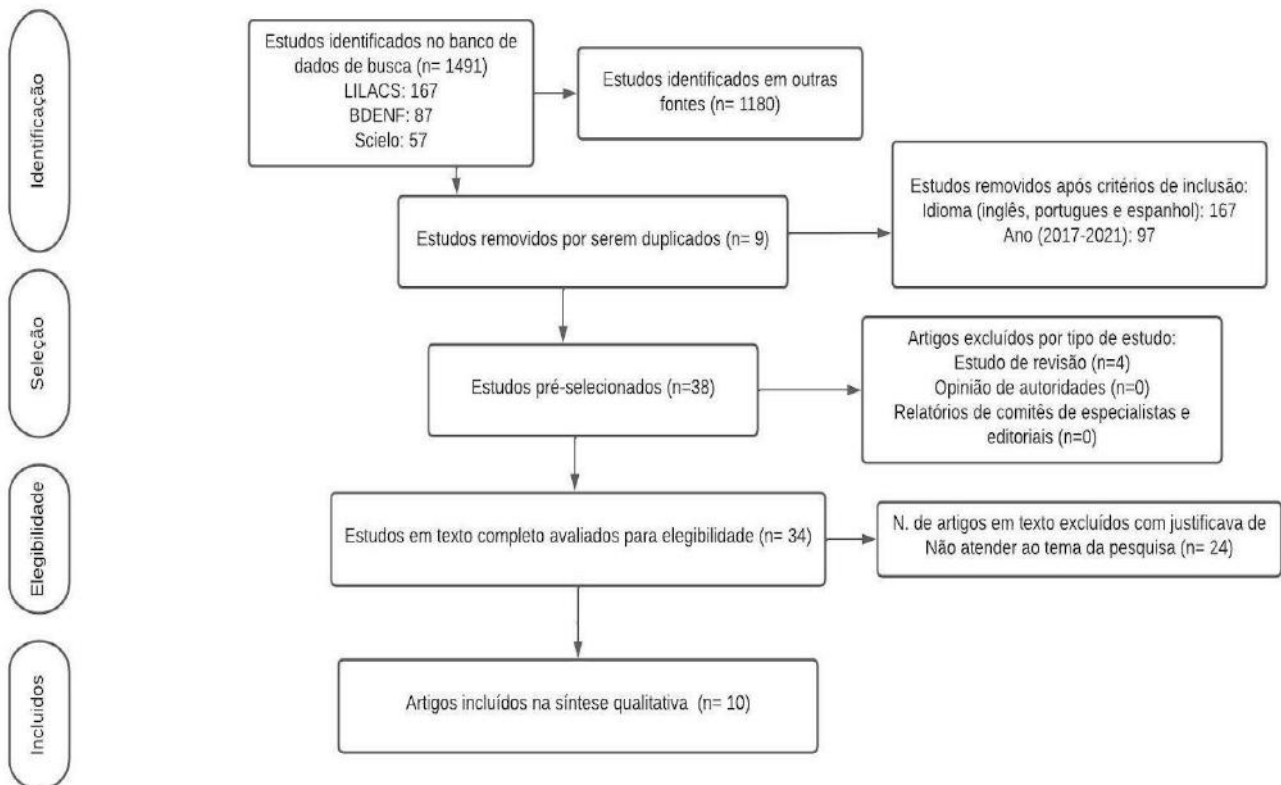 Identificação
Estudos identificados no banco de
dados de busca (n= 1491)
LILACS: 167
BDENF: 87
Scielo: 57
Estudos identificados em outras
fontes (n= 1180)
Estudos removidos por serem duplicados (n= 9)
Estudos removidos após critérios de inclusão:
Idioma (inglês, portugues e espanhol): 167
Ano (2017-2021): 97
Seleção
Estudos pré-selecionados (n=38)
Artigos excluídos por tipo de estudo:
Estudo de revisão (n=4)
Opinião de autoridades (n=0)
Relatórios de comitês de especialistas e
editoriais (n=0)
Elegibilidade
Estudos em texto completo avaliados para elegibilidade (n= 34)
N. de artigos em texto excluídos com justificava de
Não atender ao tema da pesquisa (n= 24)
Incluidos
Artigos incluídos na síntese qualitativa (n= 10)